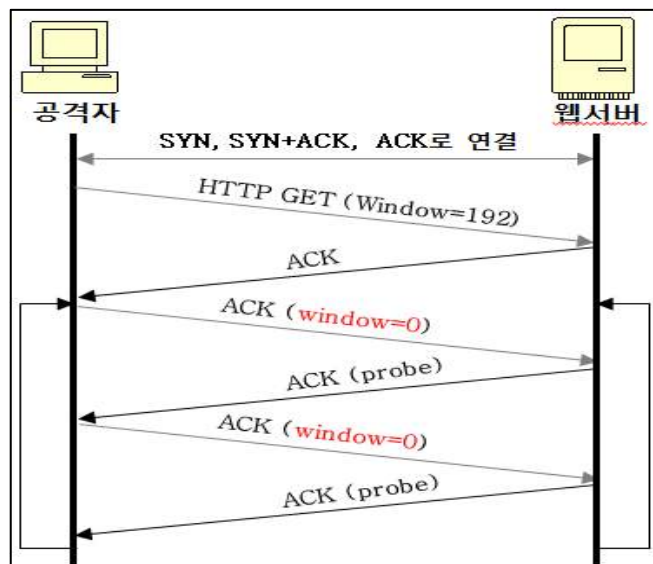 공격자
웹서버
SYN, SYN+ACK, ACK로 연결
HTTP GET (Window=192)
ACK
ACK (window=0)
ACK (probe)
ACK (window=0)
ACK (probe)